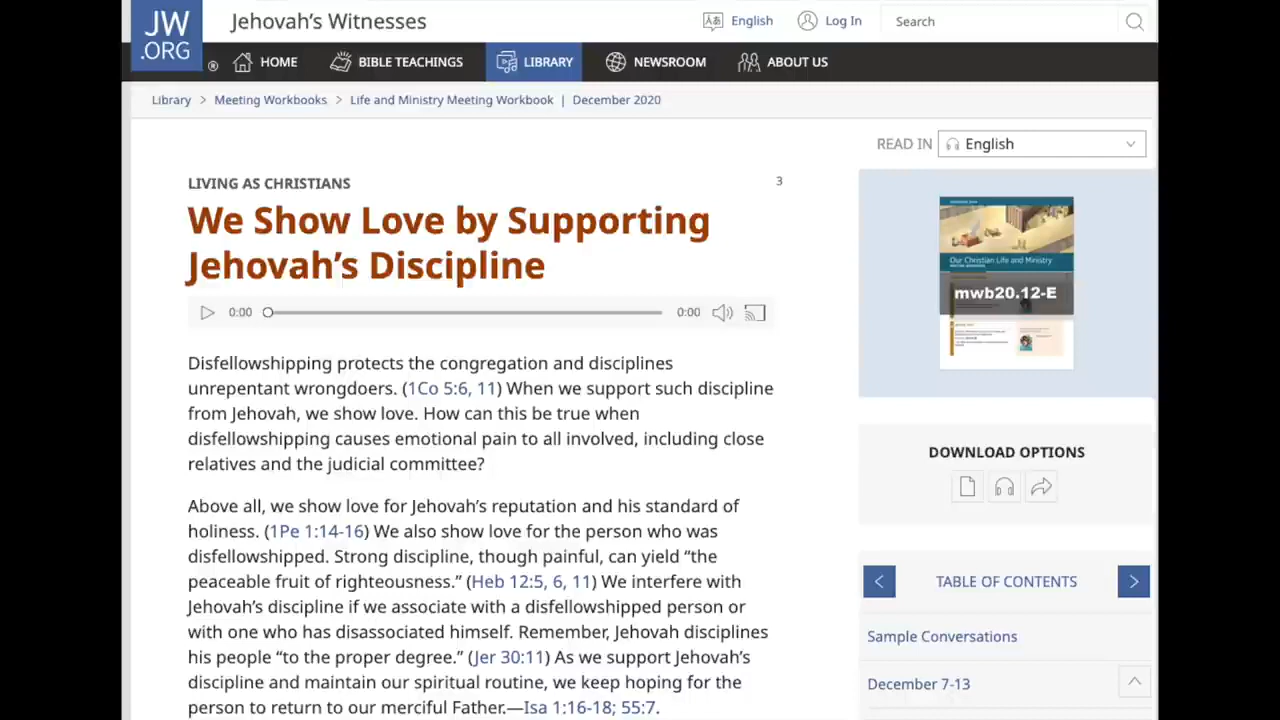 JW
.ORG
®
Jehovah's Witnesses
English
Log In
Search
HOME
BIBLE TEACHINGS
LIBRARY
NEWSROOM
ABOUT US
Library > Meeting Workbooks > Life and Ministry Meeting Workbook | December 2020
READ IN English
LIVING AS CHRISTIANS
3
We Show Love by Supporting
Jehovah's Discipline
0:00
0:00
Disfellowshipping protects the congregation and disciplines
unrepentant wrongdoers. (1Co 5:6, 11) When we support such discipline
from Jehovah, we show love. How can this be true when
disfellowshipping causes emotional pain to all involved, including close
relatives and the judicial committee?
Above all, we show love for Jehovah's reputation and his standard of
holiness. (1Pe 1:14-16) We also show love for the person who was
disfellowshipped. Strong discipline, though painful, can yield “the
peaceable fruit of righteousness.” (Heb 12:5, 6, 11) We interfere with
Jehovah's discipline if we associate with a disfellowshipped person or
with one who has disassociated himself. Remember, Jehovah disciplines
his people “to the proper degree.” (Jer 30:11) As we support Jehovah's
discipline and maintain our spiritual routine, we keep hoping for the
person to return to our merciful Father.—Isa 1:16-18; 55:7.
Our Christian Life and Ministry
mwb20.12-E
DOWNLOAD OPTIONS
TABLE OF CONTENTS
Sample Conversations
December 7-13